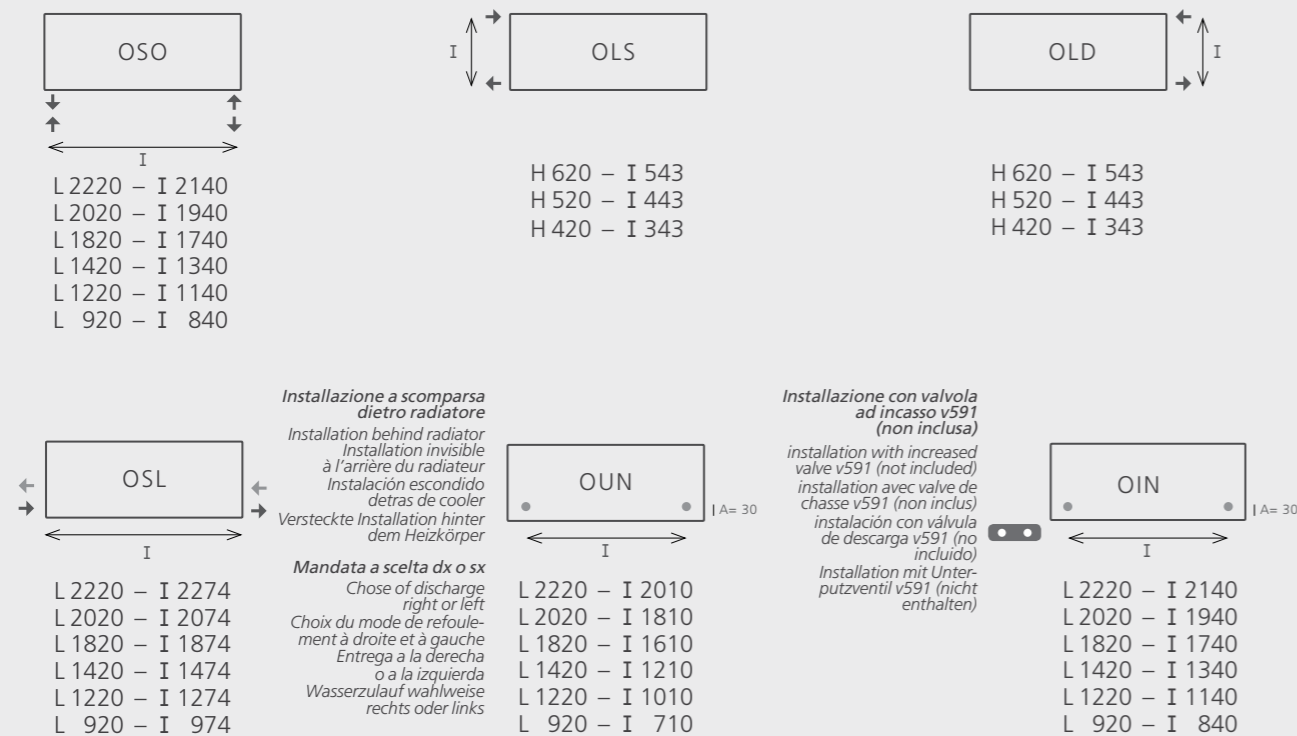 OSO
I
L 2220 – I 2140
L 2020 – I 1940
L 1820 – I 1740
L 1420 – I 1340
L 1220 – I 1140
L 920 – I 840
I
OLS
H 620 – I 543
H 520 – I 443
H 420 – I 343
OLD
I
H 620 – I 543
H 520 – I 443
H 420 – I 343
OSL
I
L 2220 – I 2274
L 2020 – I 2074
L 1820 – I 1874
L 1420 – I 1474
L 1220 – I 1274
L 920 – I 974
Installazione a scomparsa
dietro radiatore
Installation behind radiator
Installation invisible
à l'arrière du radiateur
Instalación escondido
detras de cooler
Versteckte Installation hinter
dem Heizkörper
Mandata a scelta dx o sx
Chose of discharge
right or left
Choix du mode de refoule-
ment à droite et à gauche
Entrega a la derecha
o a la izquierda
Wasserzulauf wahlweise
rechts oder links
OUN
A= 30
I
L 2220 – I 2010
L 2020 – I 1810
L 1820 – I 1610
L 1420 – I 1210
L 1220 – I 1010
L 920 – I 710
Installazione con valvola
ad incasso v591
(non inclusa)
installation with increased
valve v591 (not included)
installation avec valve de
chasse v591 (non inclus)
instalación con válvula
de descarga v591 (no
incluido)
Installation mit Unter-
putzventil v591 (nicht
enthalten)
OIN
A= 30
I
L 2220 – I 2140
L 2020 – I 1940
L 1820 – I 1740
L 1420 – I 1340
L 1220 – I 1140
L 920 – I 840